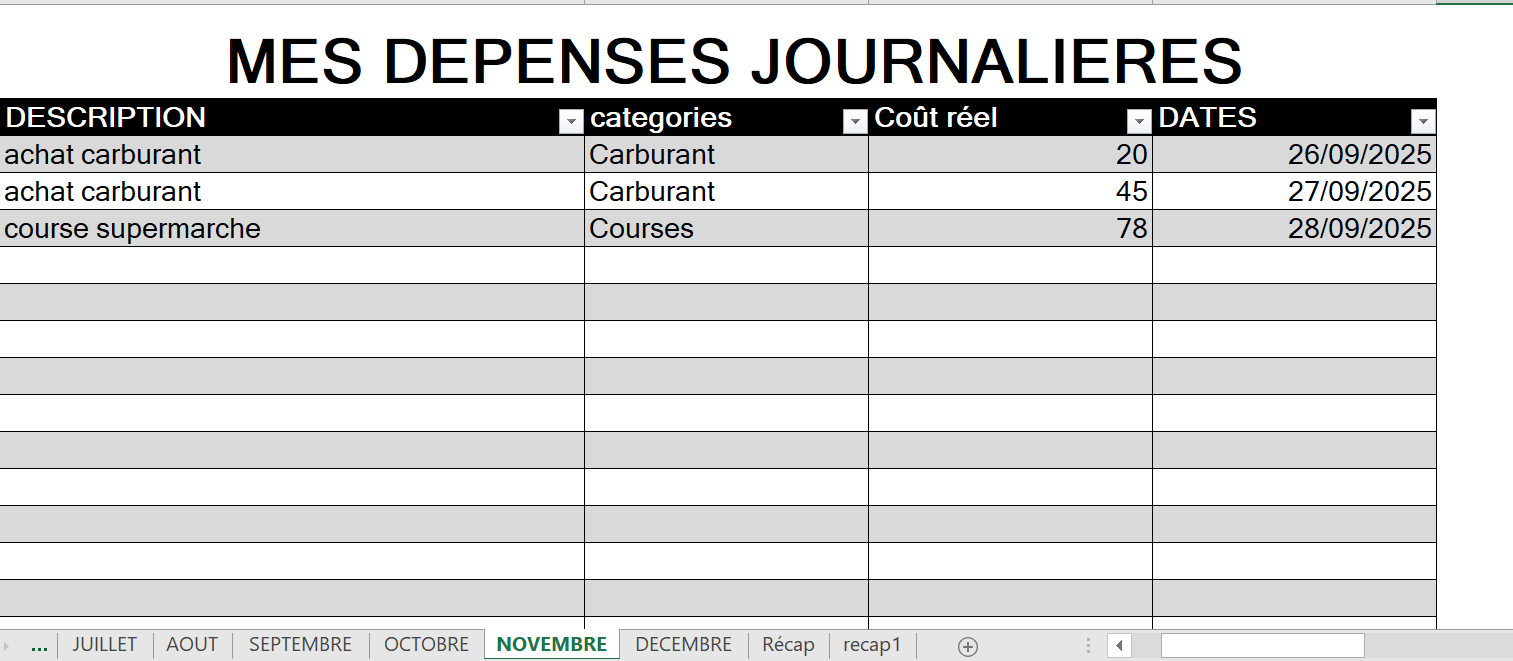 MES DEPENSES JOURNALIERES
DESCRIPTION categories Coût réel DATES
achat carburant Carburant 20 26/09/2025
achat carburant Carburant 45 27/09/2025
course supermarche Courses 78 28/09/2025
... JUILLET AOUT SEPTEMBRE OCTOBRE NOVEMBRE DECEMBRE Récap recap1